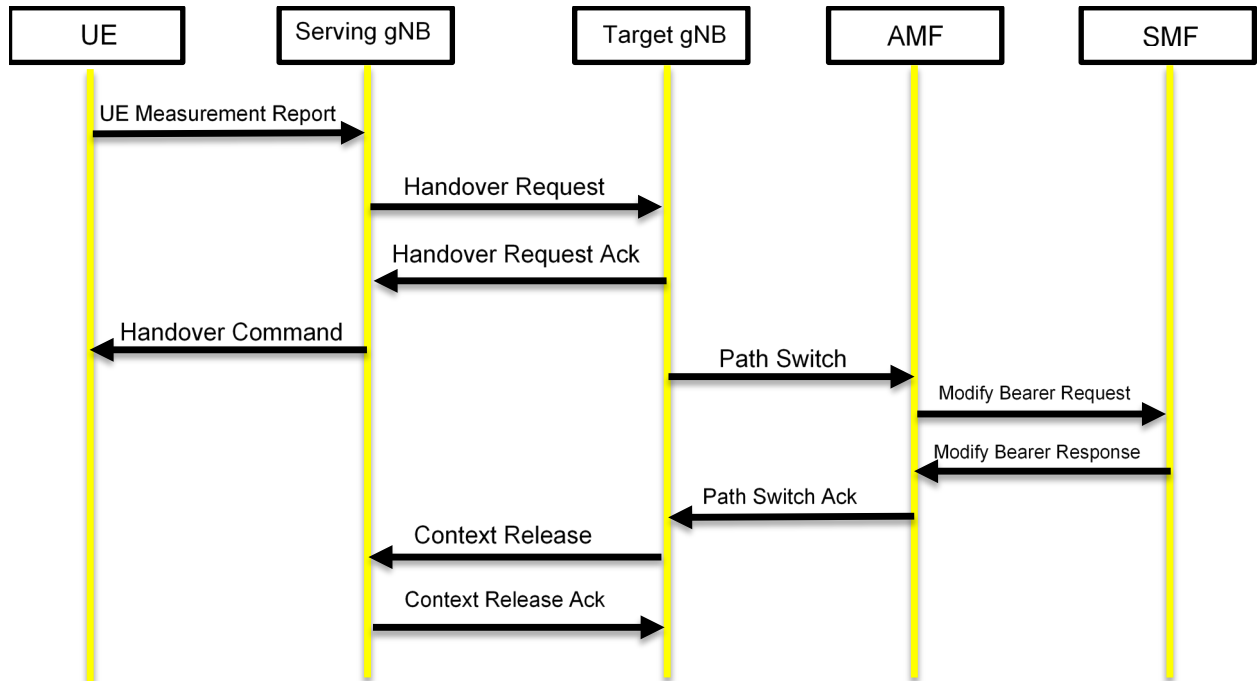 UE
Serving gNB
Target gNB
AMF
SMF
UE Measurement Report
Handover Request
Handover Request Ack
Handover Command
Path Switch
Modify Bearer Request
Modify Bearer Response
Path Switch Ack
Context Release
Context Release Ack